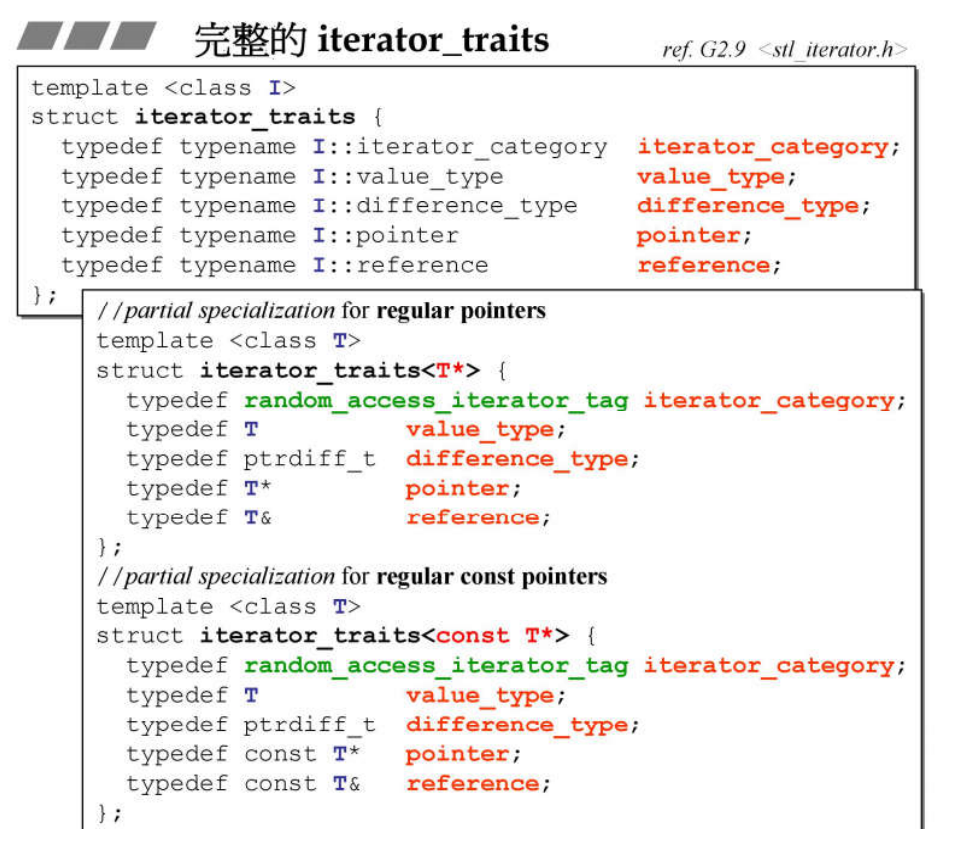 完整的 iterator_traits
ref. G2.9 <stl_iterator.h>
template <class I>
struct iterator_traits {
typedef typename I::iterator_category iterator_category;
typedef typename I::value_type value_type;
typedef typename I::difference_type difference_type;
typedef typename I::pointer pointer;
typedef typename I::reference reference;
};
//partial specialization for regular pointers
template <class T>
struct iterator_traits<T*> {
typedef random_access_iterator_tag iterator_category;
typedef T value_type;
typedef ptrdiff_t difference_type;
typedef T* pointer;
typedef T& reference;
};
//partial specialization for regular const pointers
template <class T>
struct iterator_traits<const T*> {
typedef random_access_iterator_tag iterator_category;
typedef T value_type;
typedef ptrdiff_t difference_type;
typedef const T* pointer;
typedef const T& reference;
};